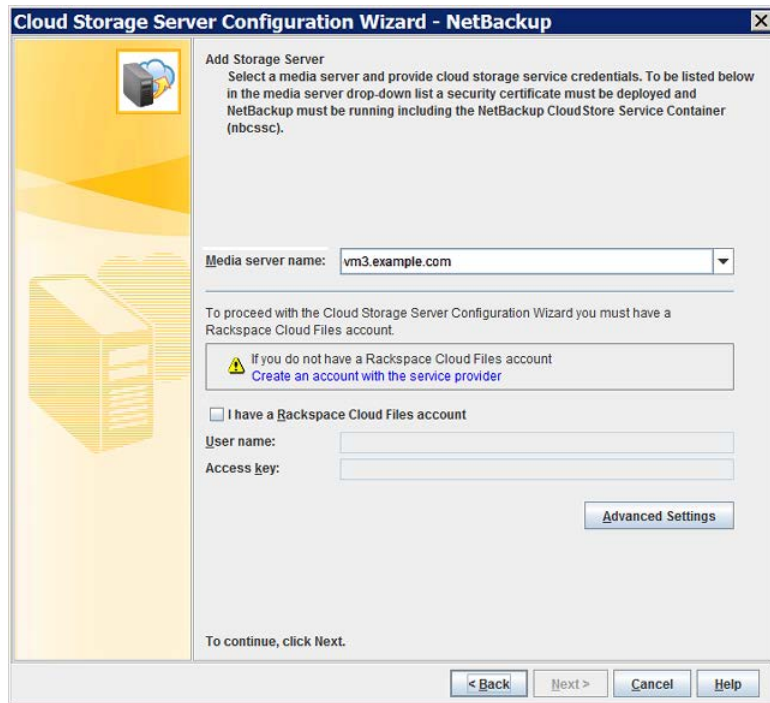 Cloud Storage Server Configuration Wizard - NetBackup
Add Storage Server
Select a media server and provide cloud storage service credentials. To be listed below
in the media server drop-down list a security certificate must be deployed and
NetBackup must be running including the NetBackup CloudStore Service Container
(nbcssc).
Media server name: vm3.example.com
To proceed with the Cloud Storage Server Configuration Wizard you must have a
Rackspace Cloud Files account.
If you do not have a Rackspace Cloud Files account
Create an account with the service provider
I have a Rackspace Cloud Files account
User name:
Access key:
Advanced Settings
To continue, click Next.
< Back Next > Cancel Help